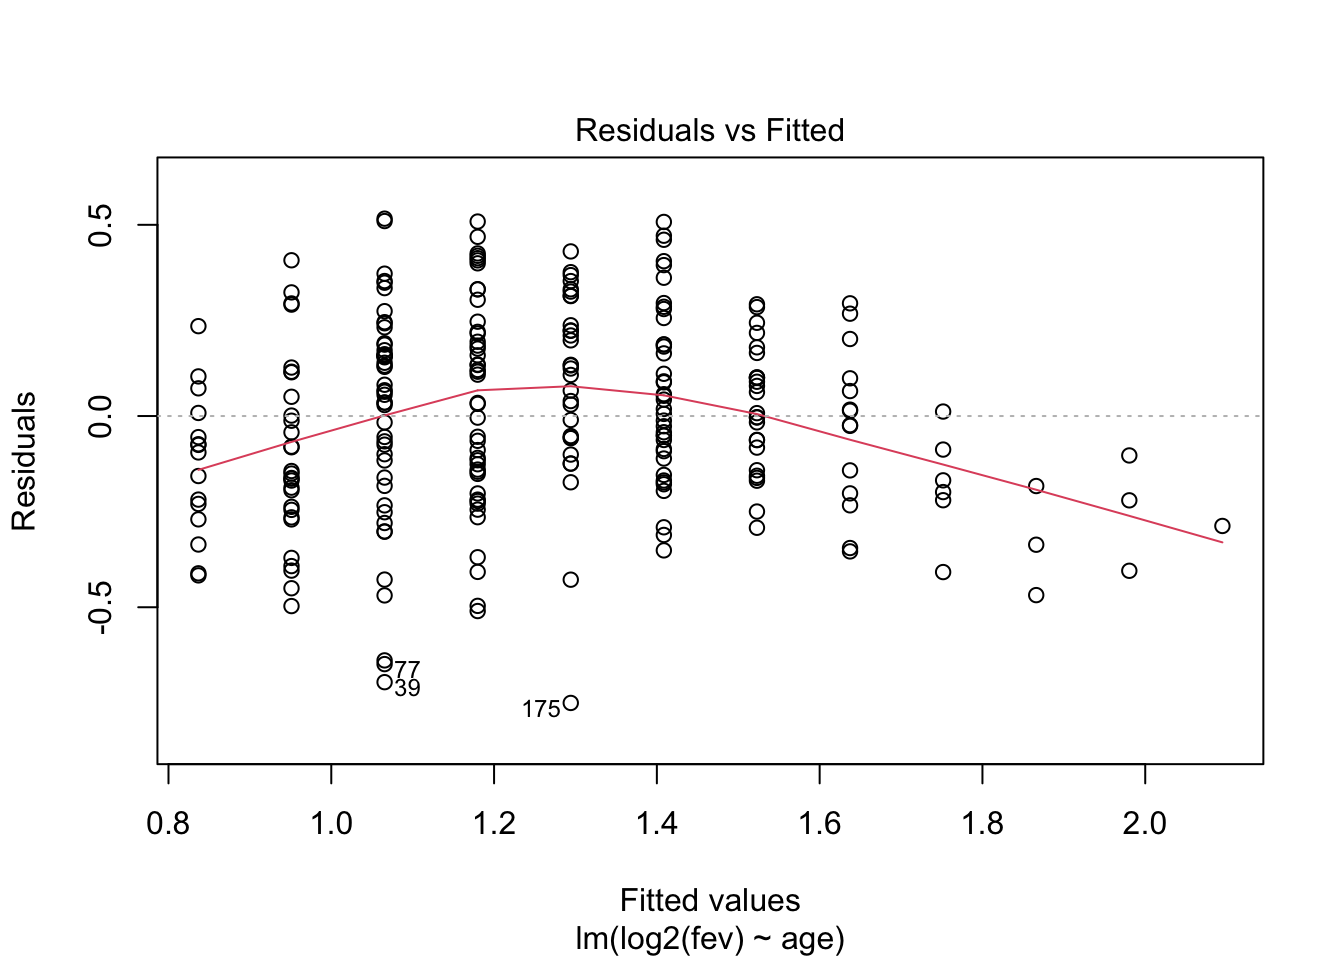 Residuals vs Fitted
Residuals
0.5
0.0
-0.5
77
39
175
0.8 1.0 1.2 1.4 1.6 1.8 2.0
Fitted values
lm(log2(fev) ~ age)